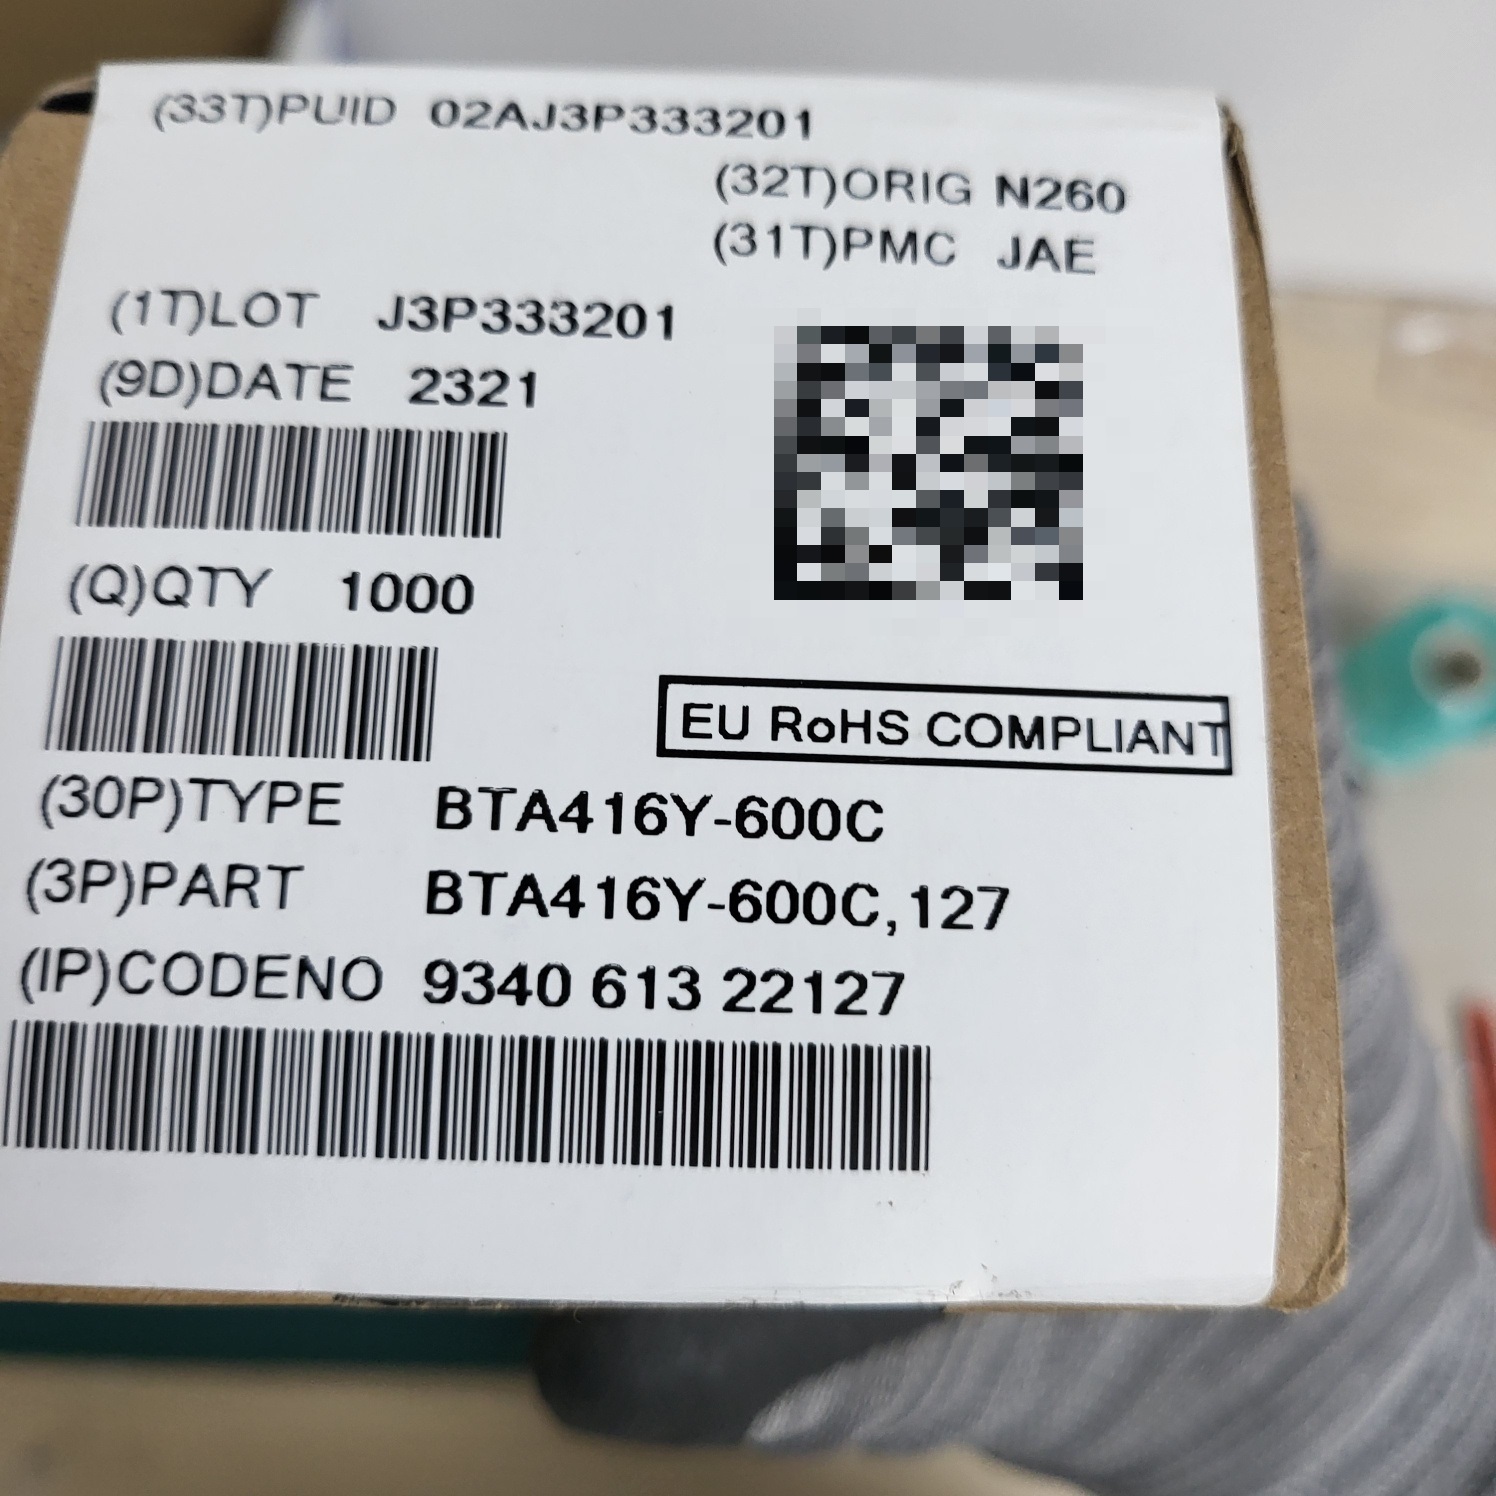 (33T)PUID 02AJ3P333201
(32T)ORIG N260
(31T)PMC JAE
(1T)LOT J3P333201
(9D)DATE 2321
(Q)QTY 1000
EU RoHS COMPLIANT
(30P)TYPE BTA416Y-600C
(3P)PART BTA416Y-600C,127
(IP)CODENO 9340 613 22127